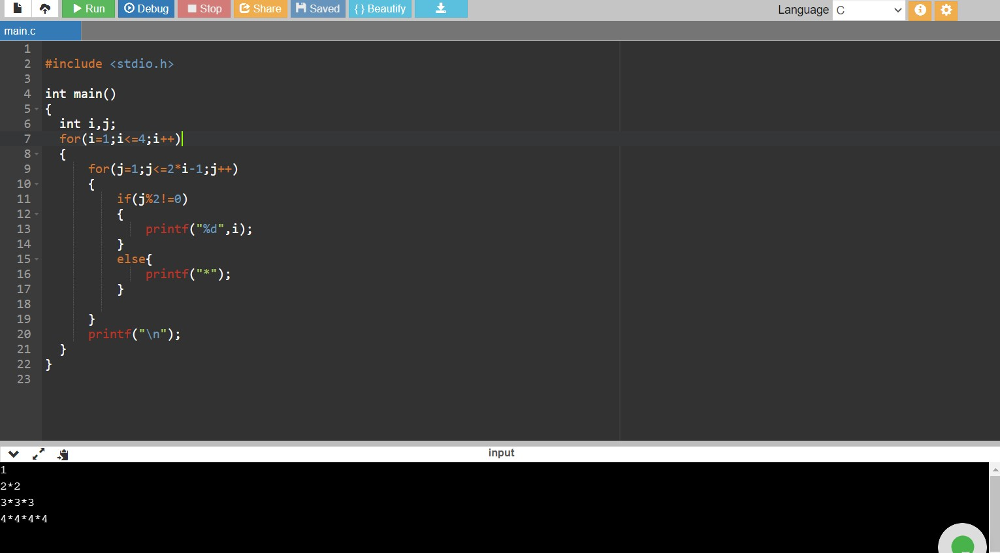 Run Debug Stop Share Saved { } Beautify Language C
main.c
1
2 #include <stdio.h>
3
4 int main()
5 {
6 int i,j;
7 for(i=1;i<=4;i++)
8 {
9 for(j=1;j<=2*i-1;j++)
10 {
11 if(j%2!=0)
12 {
13 printf("%d",i);
14 }
15 else{
16 printf("*");
17 }
18
19 }
20 printf("\n");
21 }
22 }
23
input
1
2*2
3*3*3
4*4*4*4